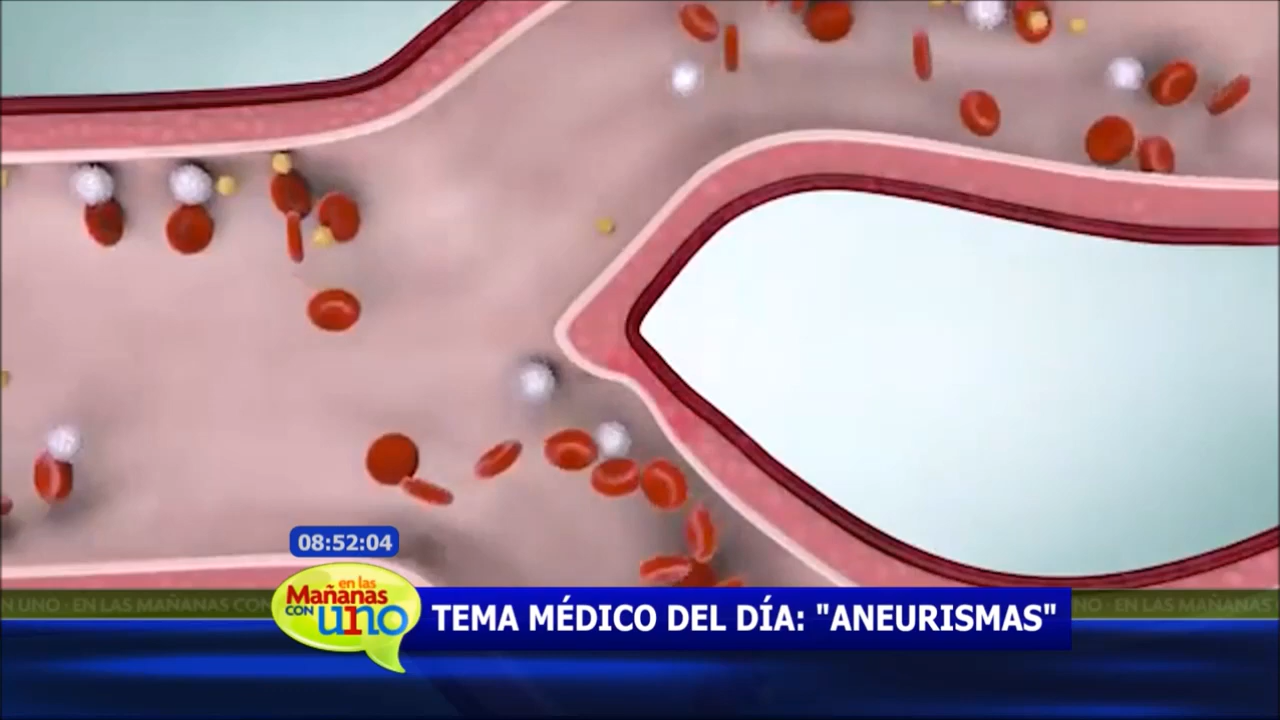 08:52:04
en las
Mañanas
CON uno
TEMA MÉDICO DEL DÍA: "ANEURISMAS"
N UNO · EN LAS MAÑANAS CON
NO · EN LAS MAÑANAS CON U